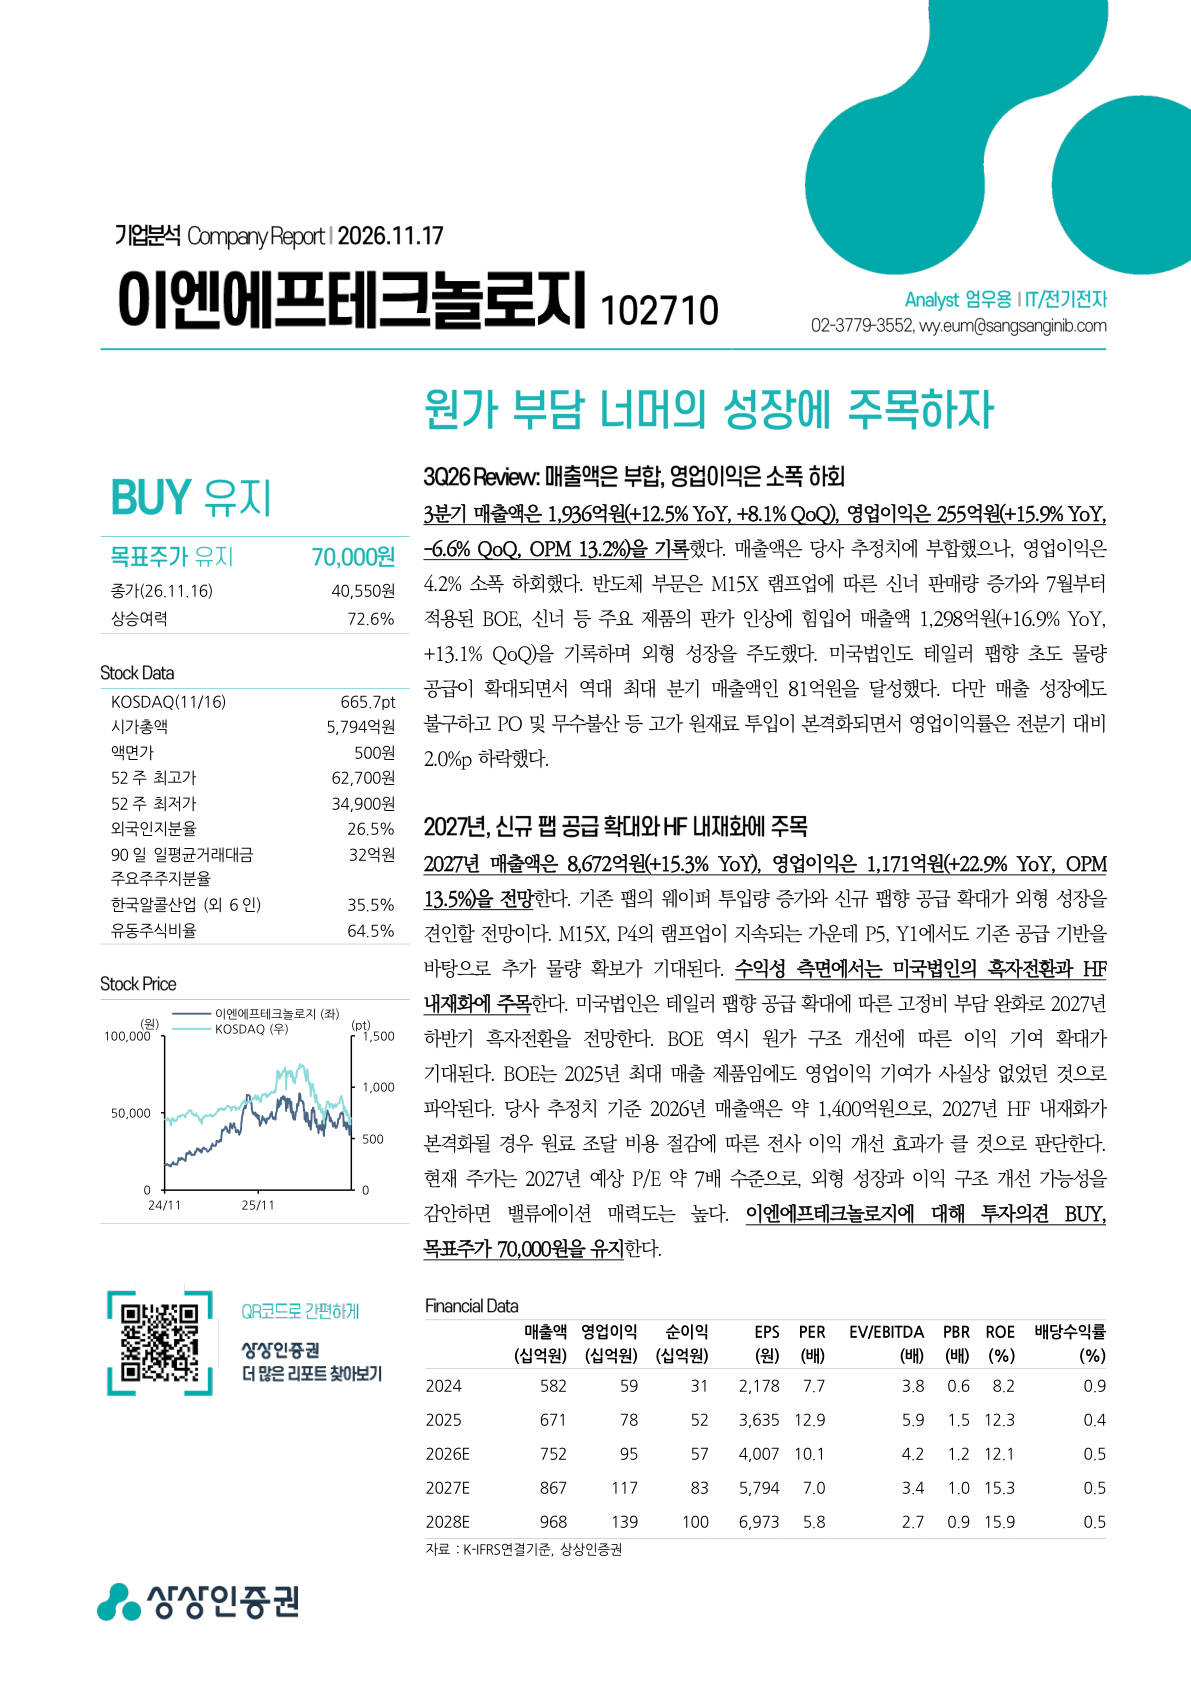 기업분석 Company Report | 2026.11.17
이엔에프테크놀로지 102710
Analyst 엄우용 | IT/전기전자
02-3779-3552, wy.eum@sangsanginib.com
원가 부담 너머의 성장에 주목하자
BUY 유지
목표주가 유지 70,000원
종가(26.11.16) 40,550원
상승여력 72.6%
Stock Data
KOSDAQ(11/16) 665.7pt
시가총액 5,794억원
액면가 500원
52 주 최고가 62,700원
52 주 최저가 34,900원
외국인지분율 26.5%
90 일 일평균거래대금 32억원
주요주주지분율
한국알콜산업 (외 6 인) 35.5%
유동주식비율 64.5%
Stock Price
이엔에프테크놀로지 (좌)
KOSDAQ (우)
(원) (pt)
100,000 1,500
1,000
50,000
500
0 0
24/11 25/11
QR코드로 간편하게
상상인증권
더 많은 리포트 찾아보기
3Q26 Review: 매출액은 부합, 영업이익은 소폭 하회
3분기 매출액은 1,936억원(+12.5% YoY, +8.1% QoQ), 영업이익은 255억원(+15.9% YoY,
-6.6% QoQ, OPM 13.2%)을 기록했다. 매출액은 당사 추정치에 부합했으나, 영업이익은
4.2% 소폭 하회했다. 반도체 부문은 M15X 램프업에 따른 신너 판매량 증가와 7월부터
적용된 BOE, 신너 등 주요 제품의 판가 인상에 힘입어 매출액 1,298억원(+16.9% YoY,
+13.1% QoQ)을 기록하며 외형 성장을 주도했다. 미국법인도 테일러 팹향 초도 물량
공급이 확대되면서 역대 최대 분기 매출액인 81억원을 달성했다. 다만 매출 성장에도
불구하고 PO 및 무수불산 등 고가 원재료 투입이 본격화되면서 영업이익률은 전분기 대비
2.0%p 하락했다.
2027년, 신규 팹 공급 확대와 HF 내재화에 주목
2027년 매출액은 8,672억원(+15.3% YoY), 영업이익은 1,171억원(+22.9% YoY, OPM
13.5%)을 전망한다. 기존 팹의 웨이퍼 투입량 증가와 신규 팹향 공급 확대가 외형 성장을
견인할 전망이다. M15X, P4의 램프업이 지속되는 가운데 P5, Y1에서도 기존 공급 기반을
바탕으로 추가 물량 확보가 기대된다. 수익성 측면에서는 미국법인의 흑자전환과 HF
내재화에 주목한다. 미국법인은 테일러 팹향 공급 확대에 따른 고정비 부담 완화로 2027년
하반기 흑자전환을 전망한다. BOE 역시 원가 구조 개선에 따른 이익 기여 확대가
기대된다. BOE는 2025년 최대 매출 제품임에도 영업이익 기여가 사실상 없었던 것으로
파악된다. 당사 추정치 기준 2026년 매출액은 약 1,400억원으로, 2027년 HF 내재화가
본격화될 경우 원료 조달 비용 절감에 따른 전사 이익 개선 효과가 클 것으로 판단한다.
현재 주가는 2027년 예상 P/E 약 7배 수준으로, 외형 성장과 이익 구조 개선 가능성을
감안하면 밸류에이션 매력도는 높다. 이엔에프테크놀로지에 대해 투자의견 BUY,
목표주가 70,000원을 유지한다.
Financial Data
매출액 영업이익 순이익 EPS PER EV/EBITDA PBR ROE 배당수익률
(십억원) (십억원) (십억원) (원) (배) (배) (배) (%) (%)
2024 582 59 31 2,178 7.7 3.8 0.6 8.2 0.9
2025 671 78 52 3,635 12.9 5.9 1.5 12.3 0.4
2026E 752 95 57 4,007 10.1 4.2 1.2 12.1 0.5
2027E 867 117 83 5,794 7.0 3.4 1.0 15.3 0.5
2028E 968 139 100 6,973 5.8 2.7 0.9 15.9 0.5
자료 : K-IFRS연결기준, 상상인증권
상상인증권